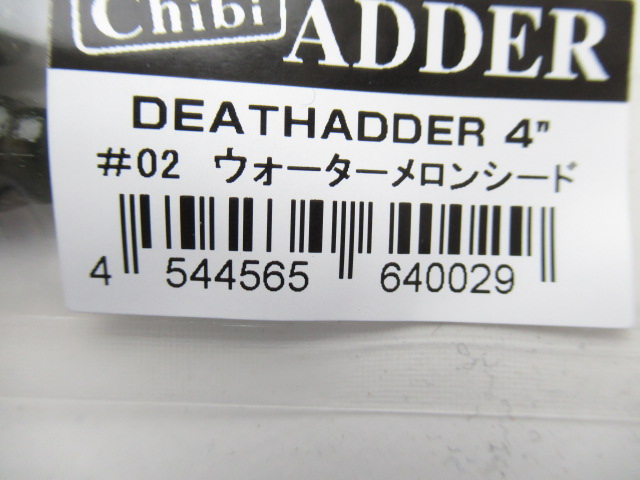 Chibi ADDER
DEATHADDER 4"
#02 ウォーターメロンシード
4 544565 640029